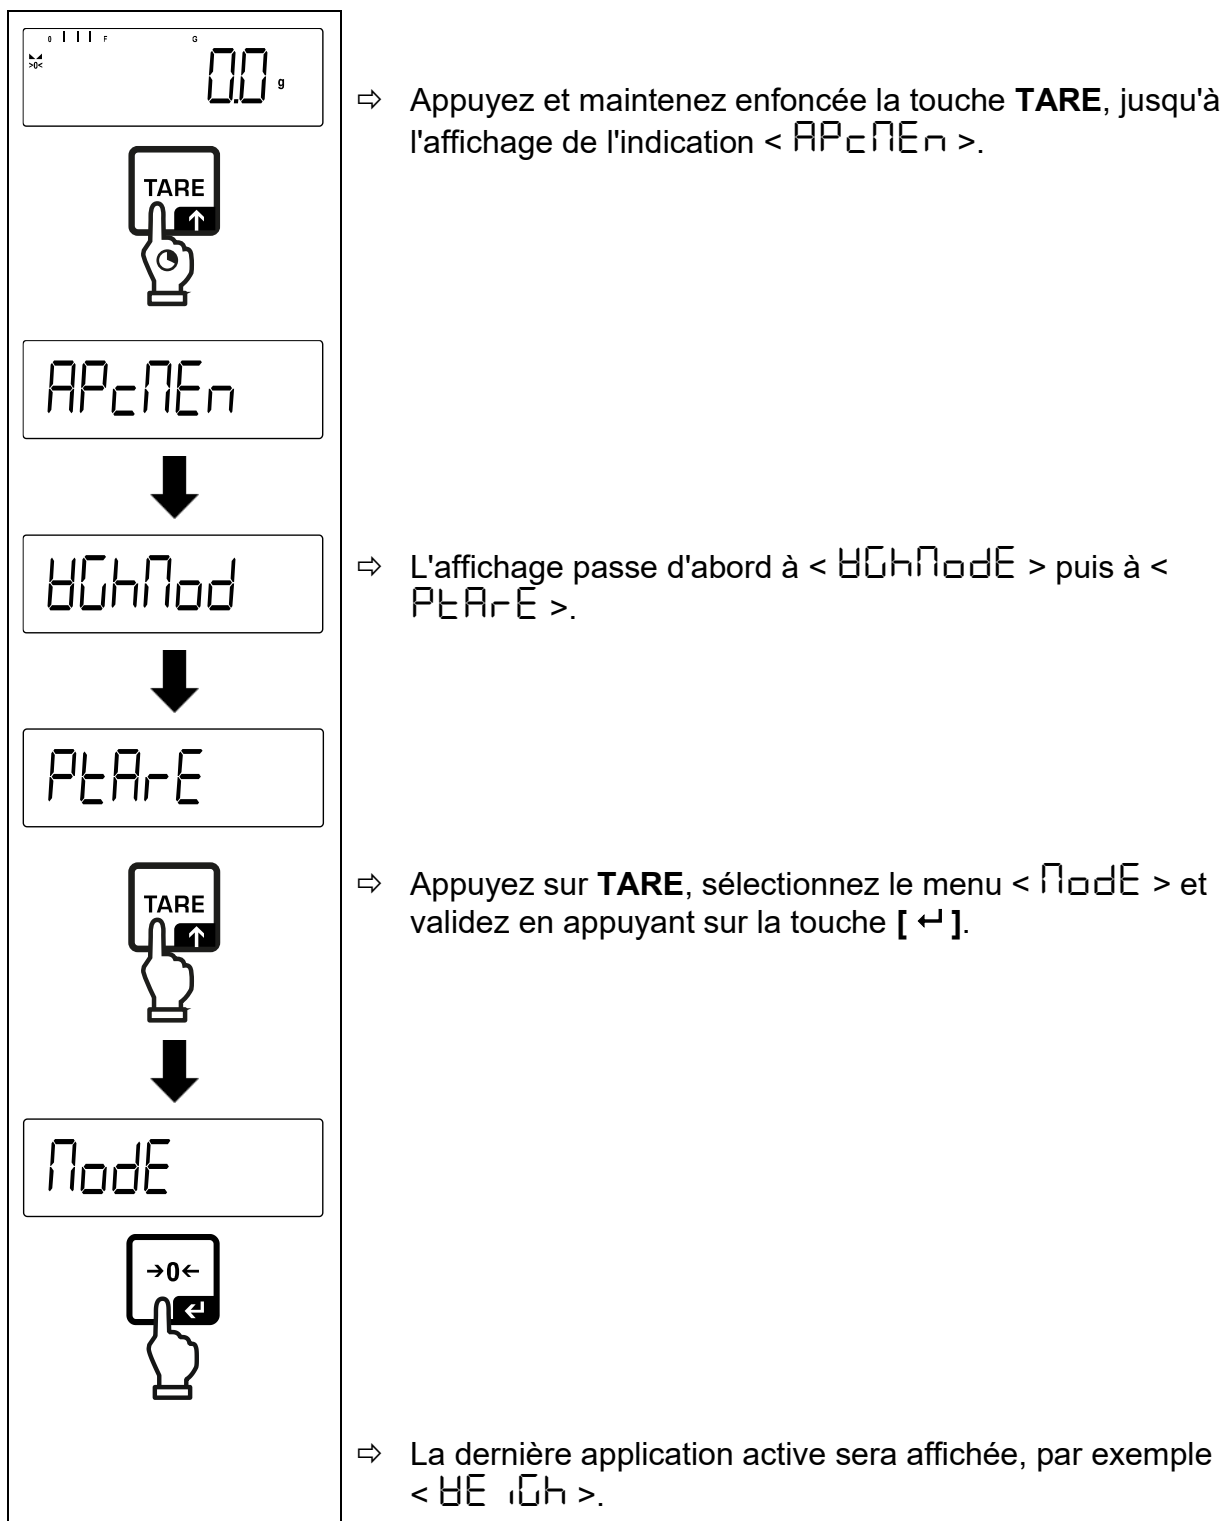 0 F G
>0< 0.0 g
⇨ Appuyez et maintenez enfoncée la touche TARE, jusqu'à
l'affichage de l'indication < APcMEn >.
TARE
↑
APcMEn
WGhMod
⇨ L'affichage passe d'abord à < WGhModE > puis à <
PtArE >.
PtArE
⇨ Appuyez sur TARE, sélectionnez le menu < ModE > et
validez en appuyant sur la touche [ ↵ ].
TARE
↑
ModE
→0←
↵
⇨ La dernière application active sera affichée, par exemple
< WEiGh >.